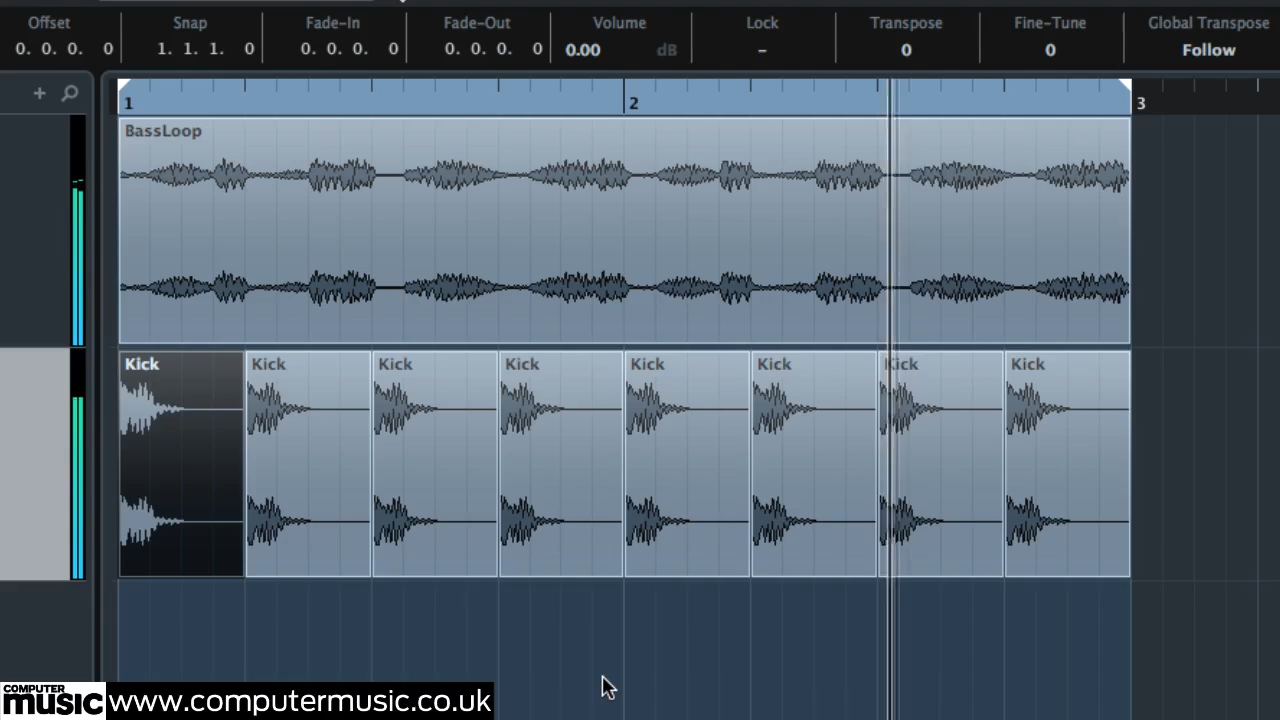 Offset Snap Fade-In Fade-Out Volume Lock Transpose Fine-Tune Global Transpose
0. 0. 0. 0 1. 1. 1. 0 0. 0. 0. 0 0. 0. 0. 0 0.00 dB – 0 0 Follow
1 2 3
BassLoop
Kick Kick Kick Kick Kick Kick Kick Kick
COMPUTER
music www.computermusic.co.uk